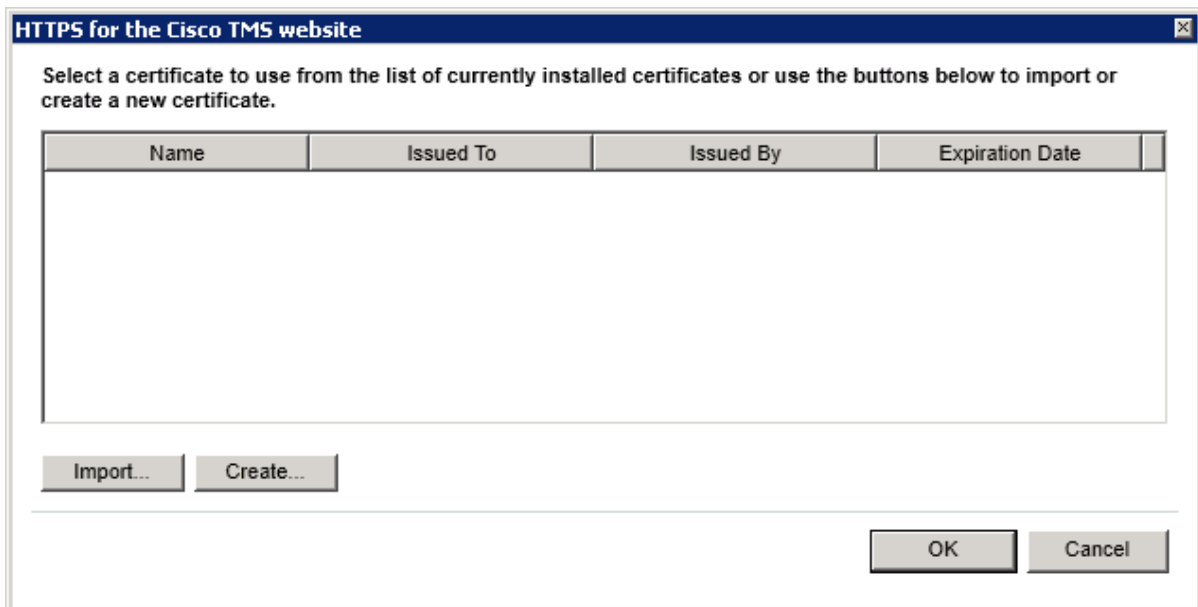 HTTPS for the Cisco TMS website
Select a certificate to use from the list of currently installed certificates or use the buttons below to import or
create a new certificate.
Name Issued To Issued By Expiration Date
Import... Create...
OK Cancel